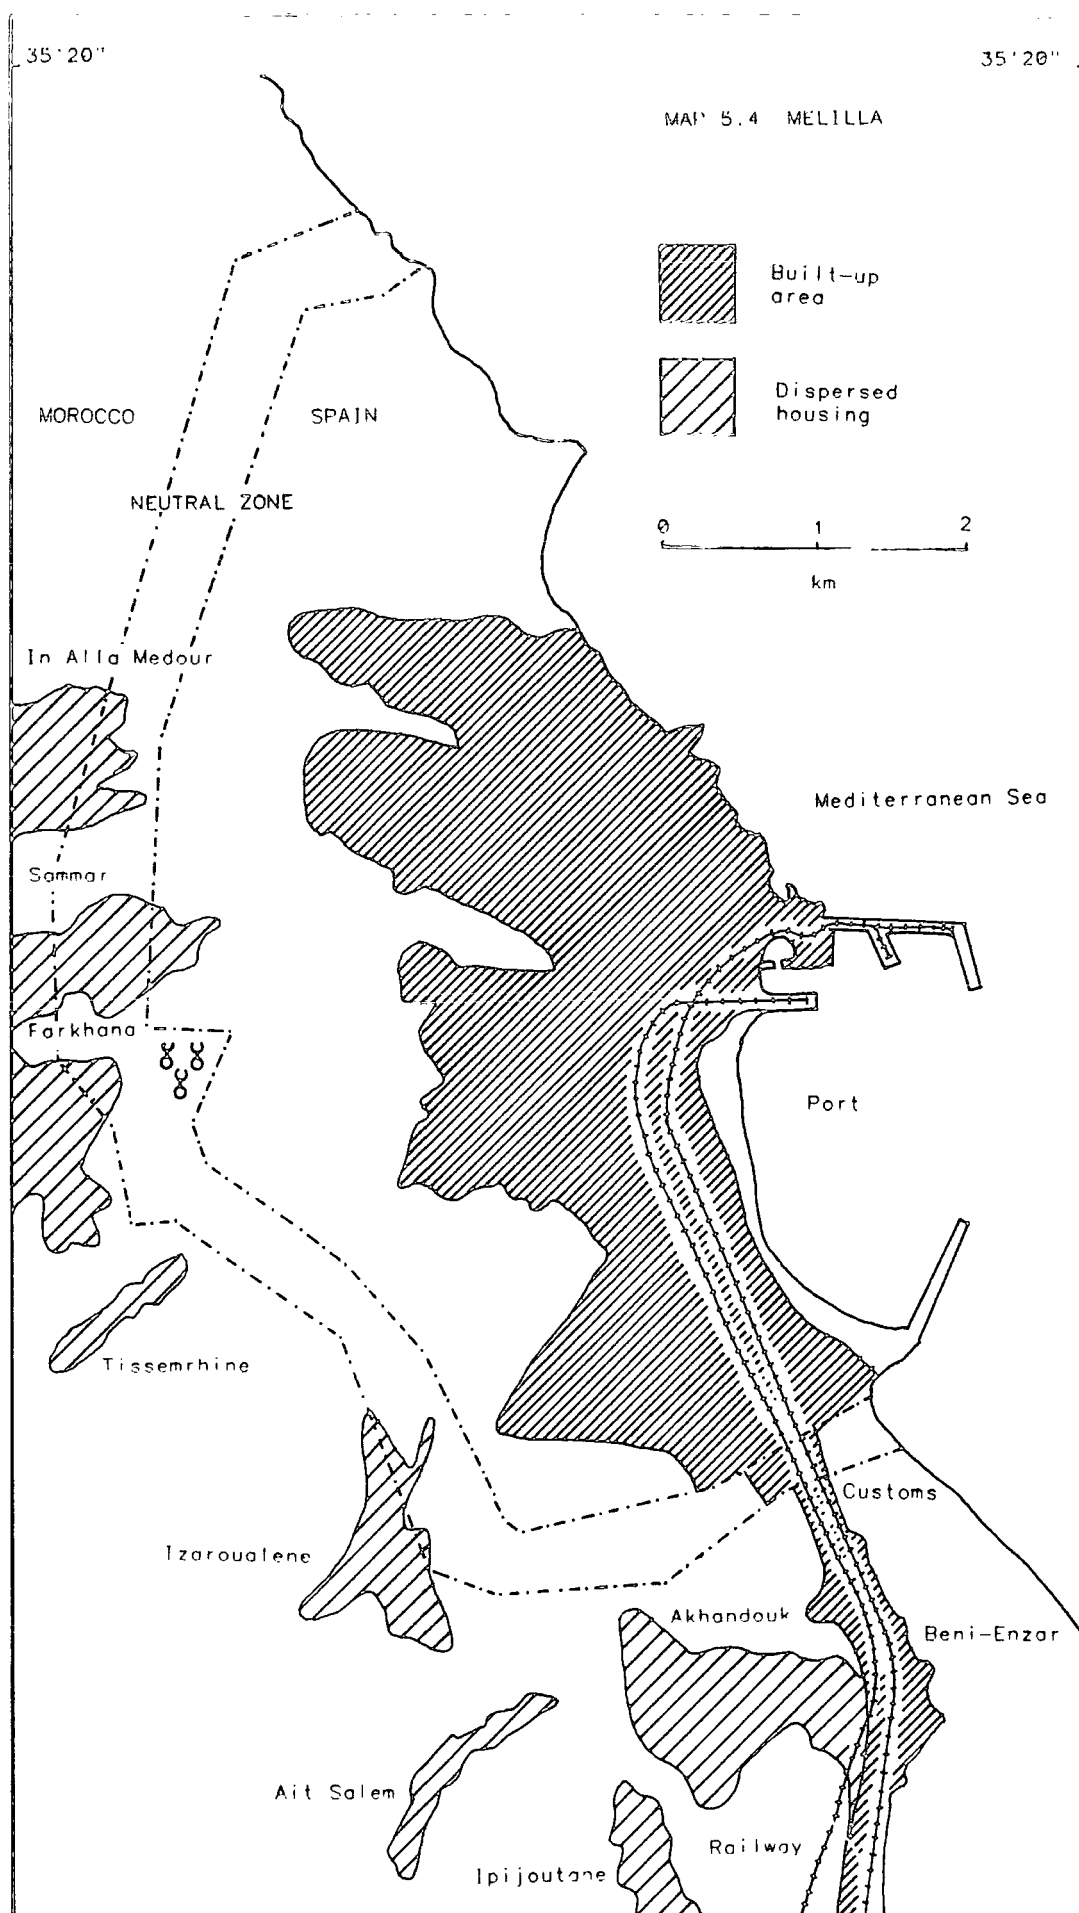 35'20" 35'20"
MAP 5.4 MELILLA
Built-up
area
Dispersed
housing
MOROCCO SPAIN
NEUTRAL ZONE
0 1 2
km
In Alla Medour
Mediterranean Sea
Sammar
Farkhana
Port
Tissemrhine
Customs
Izaroualene
Akhandouk
Beni-Enzar
Ait Salem
Railway
Ipijoutane